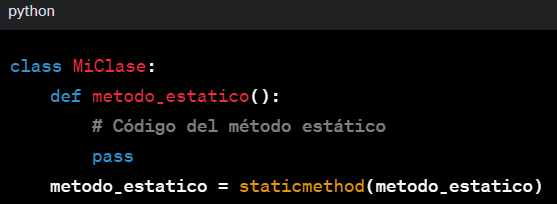 python
class MiClase:
    def metodo_estatico():
        # Código del método estático
        pass
    metodo_estatico = staticmethod(metodo_estatico)